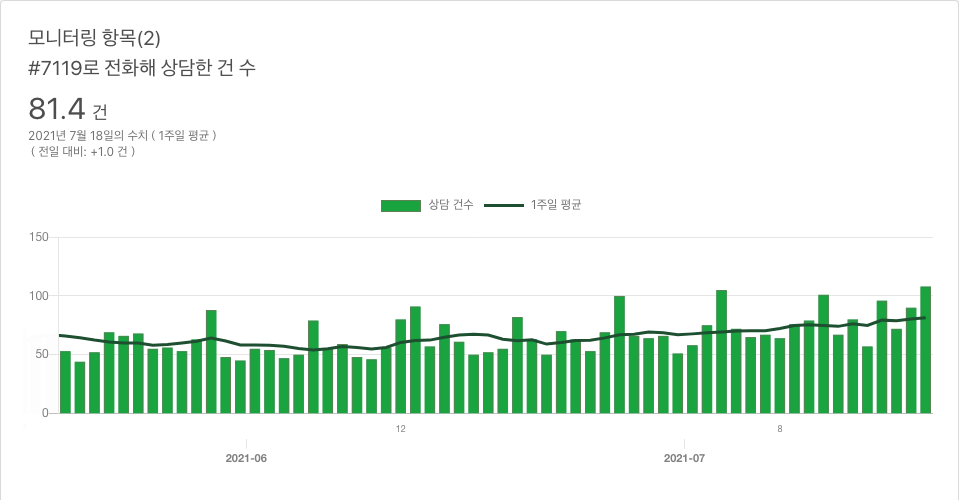 모니터링 항목(2)
#7119로 전화해 상담한 건 수
81.4 건
2021년 7월 18일의 수치 ( 1주일 평균 )
( 전일 대비: +1.0 건 )
상담 건수 1주일 평균
150
100
50
0
12 8
2021-06 2021-07